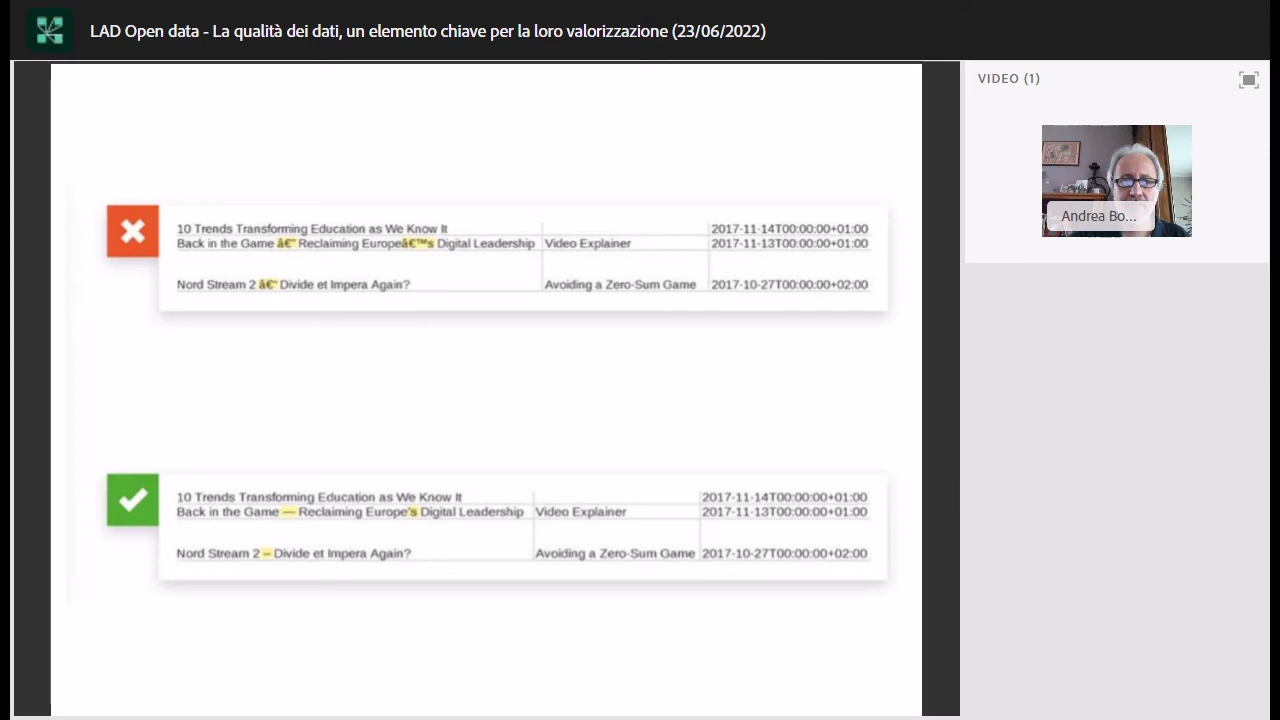 LAD Open data - La qualità dei dati, un elemento chiave per la loro valorizzazione (23/06/2022)
VIDEO (1)
Andrea Bo...
10 Trends Transforming Education as We Know It 2017-11-14T00:00:00+01:00
Back in the Game â€” Reclaiming Europeâ€™s Digital Leadership Video Explainer 2017-11-13T00:00:00+01:00
Nord Stream 2 â€“ Divide et Impera Again? Avoiding a Zero-Sum Game 2017-10-27T00:00:00+02:00
10 Trends Transforming Education as We Know It 2017-11-14T00:00:00+01:00
Back in the Game — Reclaiming Europe's Digital Leadership Video Explainer 2017-11-13T00:00:00+01:00
Nord Stream 2 – Divide et Impera Again? Avoiding a Zero-Sum Game 2017-10-27T00:00:00+02:00